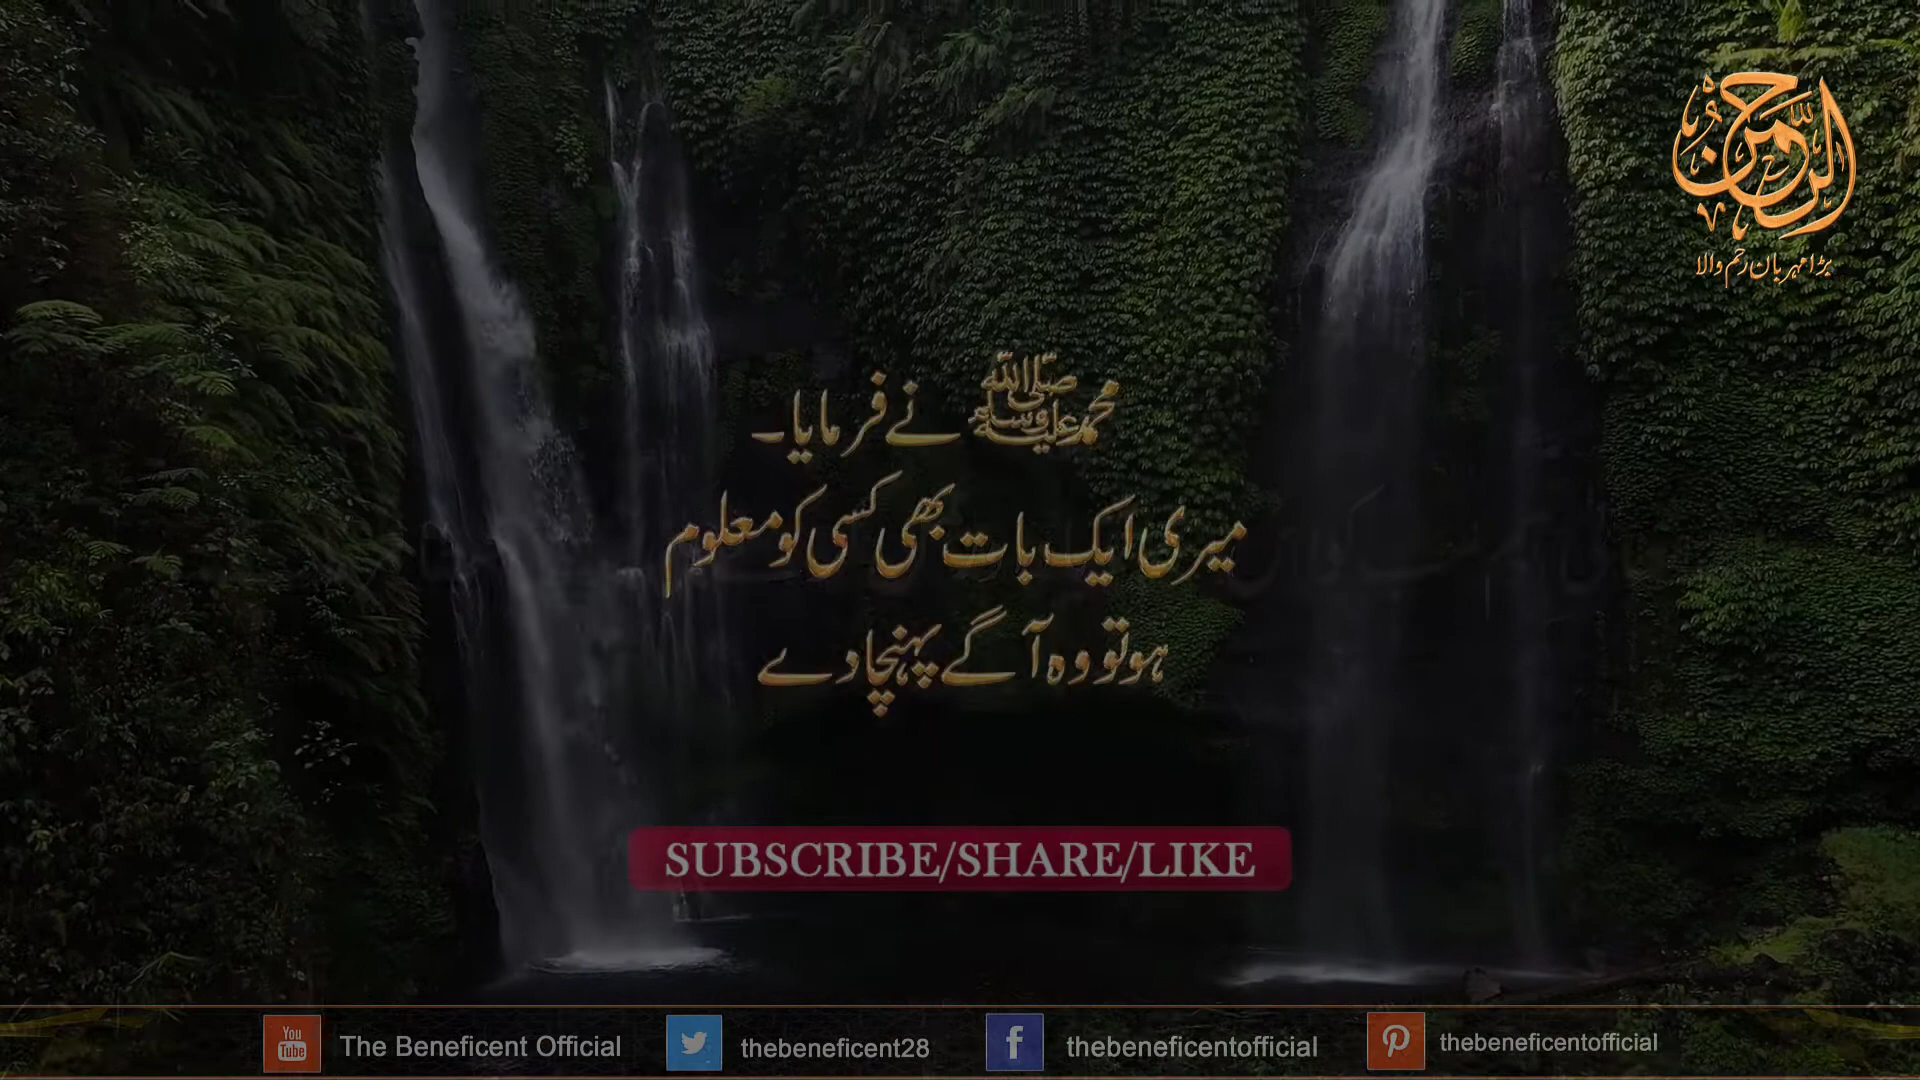 الرحمٰن
بڑا مہربان رحم والا
محمد صلی اللہ علیہ وسلم نے فرمایا۔
میری ایک بات بھی کسی کو معلوم
ہو تو وہ آگے پہنچا دے
SUBSCRIBE/SHARE/LIKE
You Tube The Beneficent Official thebeneficent28 f thebeneficentofficial thebeneficentofficial